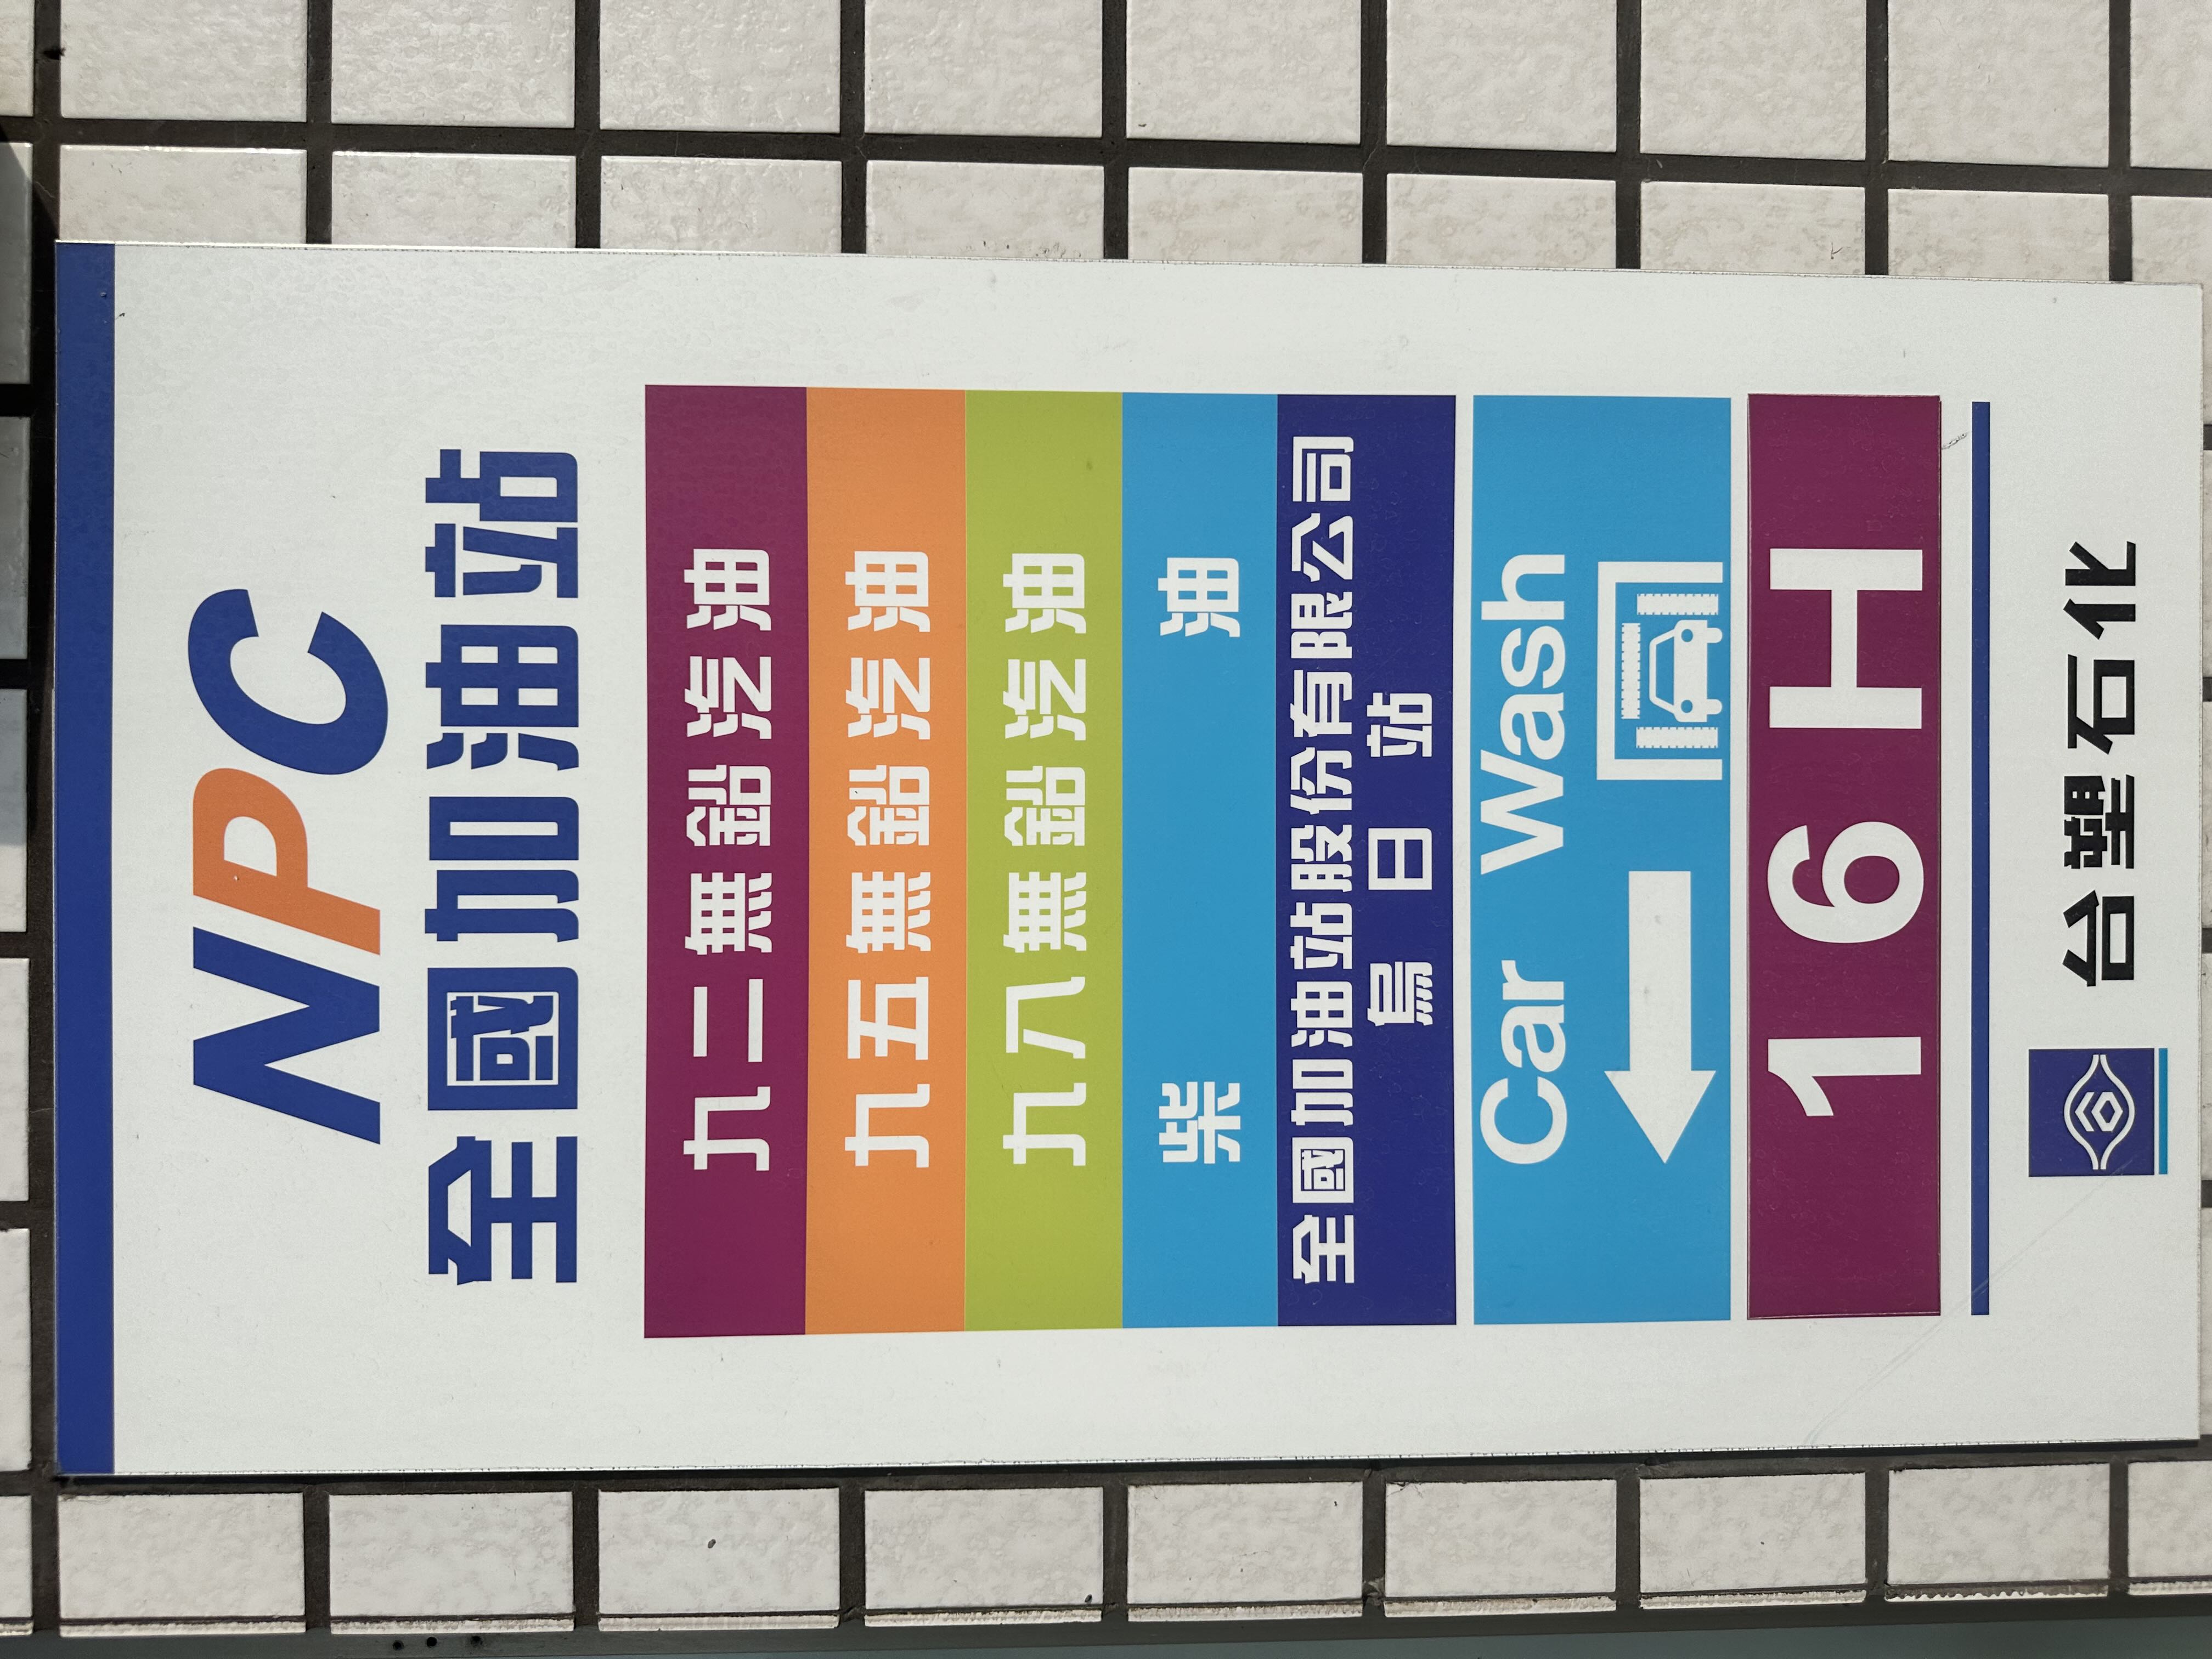 NPC
全國加油站
九二無鉛汽油
九五無鉛汽油
九八無鉛汽油
柴油
全國加油站股份有限公司
烏日站
Car Wash
16H
台塑石化